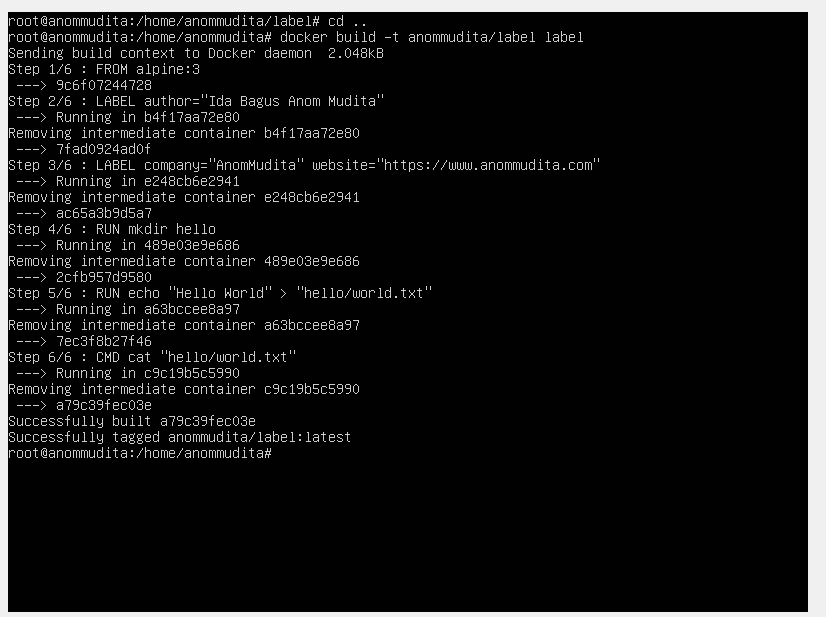 root@anommudita:/home/anommudita/label# cd ..
root@anommudita:/home/anommudita# docker build -t anommudita/label label
Sending build context to Docker daemon  2.048kB
Step 1/6 : FROM alpine:3
 ---> 9c6f07244728
Step 2/6 : LABEL author="Ida Bagus Anom Mudita"
 ---> Running in b4f17aa72e80
Removing intermediate container b4f17aa72e80
 ---> 7fad0924ad0f
Step 3/6 : LABEL company="AnomMudita" website="https://www.anommudita.com"
 ---> Running in e248cb6e2941
Removing intermediate container e248cb6e2941
 ---> ac65a3b9d5a7
Step 4/6 : RUN mkdir hello
 ---> Running in 489e03e9e686
Removing intermediate container 489e03e9e686
 ---> 2cfb957d9580
Step 5/6 : RUN echo "Hello World" > "hello/world.txt"
 ---> Running in a63bccee8a97
Removing intermediate container a63bccee8a97
 ---> 7ec3f8b27f46
Step 6/6 : CMD cat "hello/world.txt"
 ---> Running in c9c19b5c5990
Removing intermediate container c9c19b5c5990
 ---> a79c39fec03e
Successfully built a79c39fec03e
Successfully tagged anommudita/label:latest
root@anommudita:/home/anommudita#